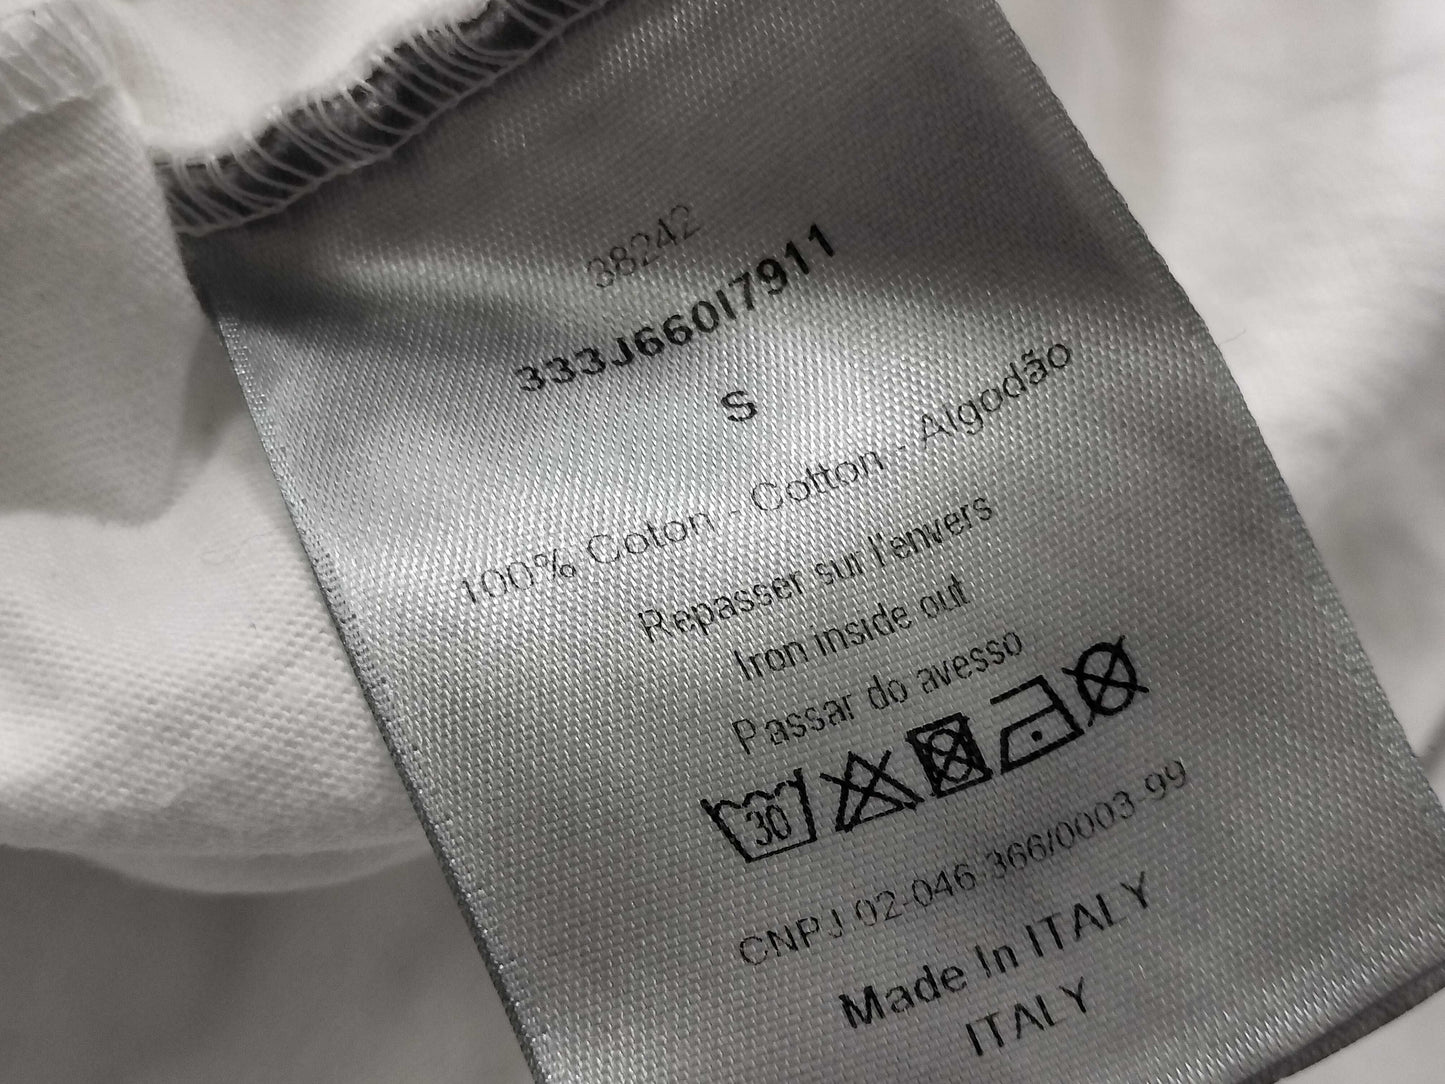 38242
333J660I7911
S
100% Coton - Cotton - Algodão
Repasser sur l'envers
Iron inside out
Passar do avesso
30
CNPJ 02-046.366/0003-99
Made In ITALY
ITALY